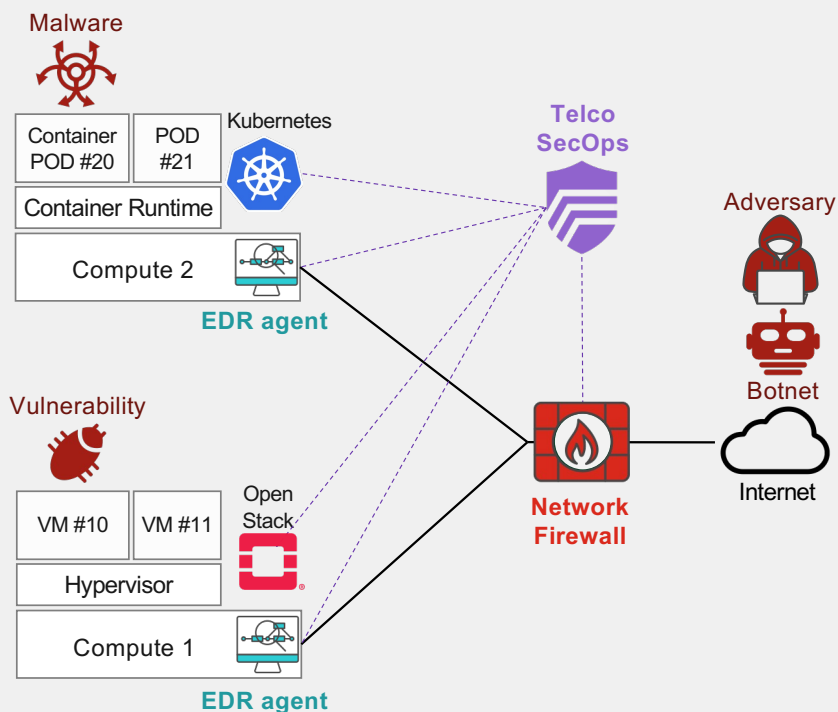 Malware
Container
POD #20
POD
#21
Kubernetes
Container Runtime
Compute 2
EDR agent
Telco
SecOps
Adversary
Botnet
Internet
Network
Firewall
Vulnerability
VM #10
VM #11
Open
Stack
®
Hypervisor
Compute 1
EDR agent